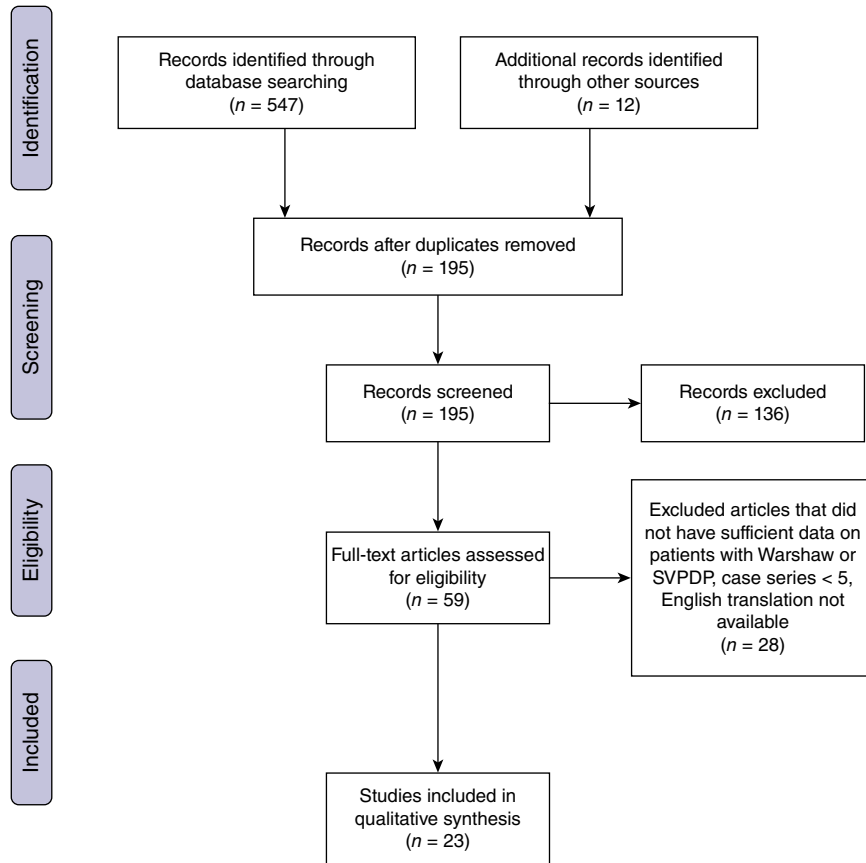 Identification
Records identified through
database searching
(n = 547)
Additional records identified
through other sources
(n = 12)
Screening
Records after duplicates removed
(n = 195)
Records screened
(n = 195)
Records excluded
(n = 136)
Eligibility
Full-text articles assessed
for eligibility
(n = 59)
Excluded articles that did
not have sufficient data on
patients with Warshaw or
SVPDP, case series < 5,
English translation not
available
(n = 28)
Included
Studies included in
qualitative synthesis
(n = 23)